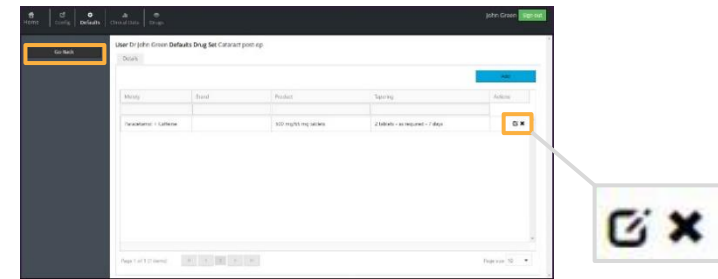 Home Config Defaults Clinical Data Drugs
John Green Sign out
Go Back
User Dr John Green Defaults Drug Set Cataract post-op
Details
Add
Moiety Brand Product Tapering Actions
Paracetamol + Caffeine 500 mg/65 mg tablets 2 tablets - as required - 7 days
Page 1 of 1 (1 items) 1 Page size: 10